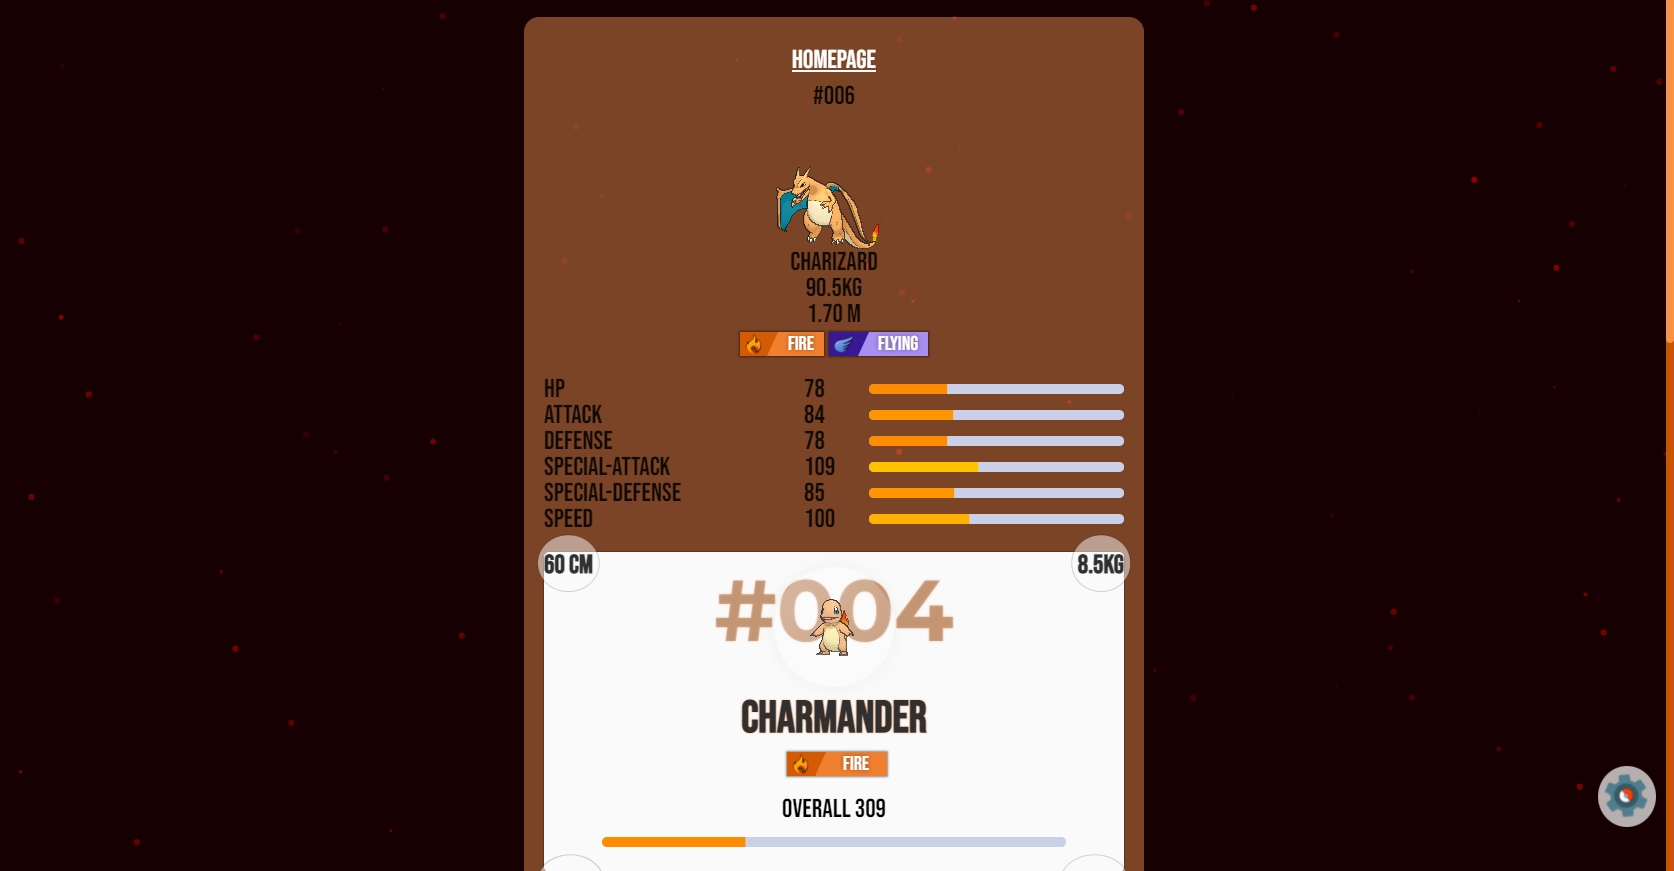 HOMEPAGE
#006
CHARIZARD
90.5KG
1.70 M
FIRE FLYING
HP 78
ATTACK 84
DEFENSE 78
SPECIAL-ATTACK 109
SPECIAL-DEFENSE 85
SPEED 100
60 CM 8.5KG
#004
CHARMANDER
FIRE
OVERALL 309